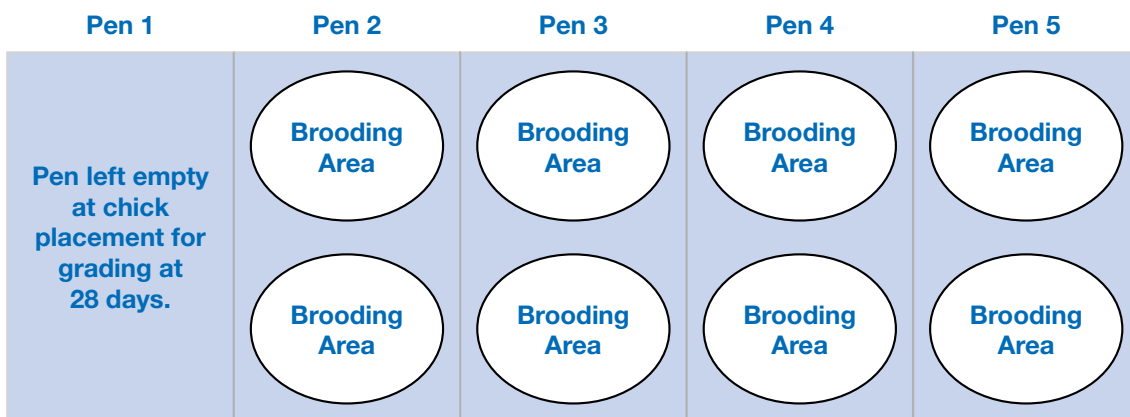 Pen 1
Pen 2
Pen 3
Pen 4
Pen 5
Pen left empty
at chick
placement for
grading at
28 days.
Brooding
Area
Brooding
Area
Brooding
Area
Brooding
Area
Brooding
Area
Brooding
Area
Brooding
Area
Brooding
Area